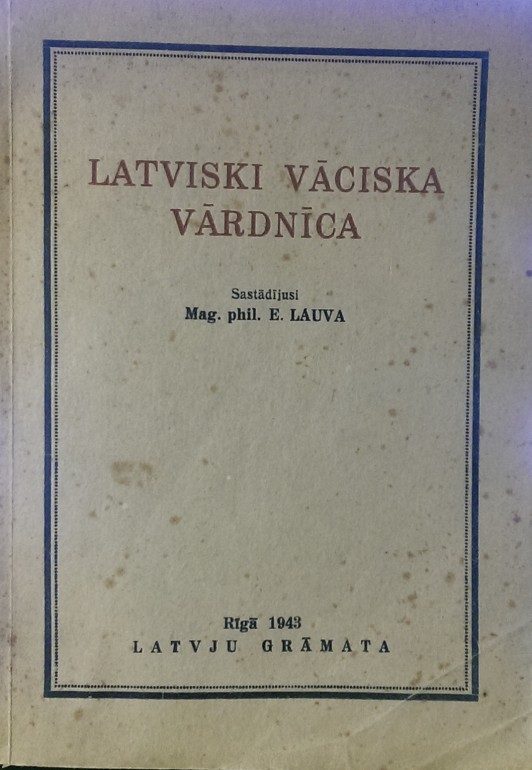 LATVISKI VĀCISKA
VĀRDNĪCA
Sastādījusi
Mag. phil. E. LAUVA
Rīgā 1943
LATVJU GRĀMATA